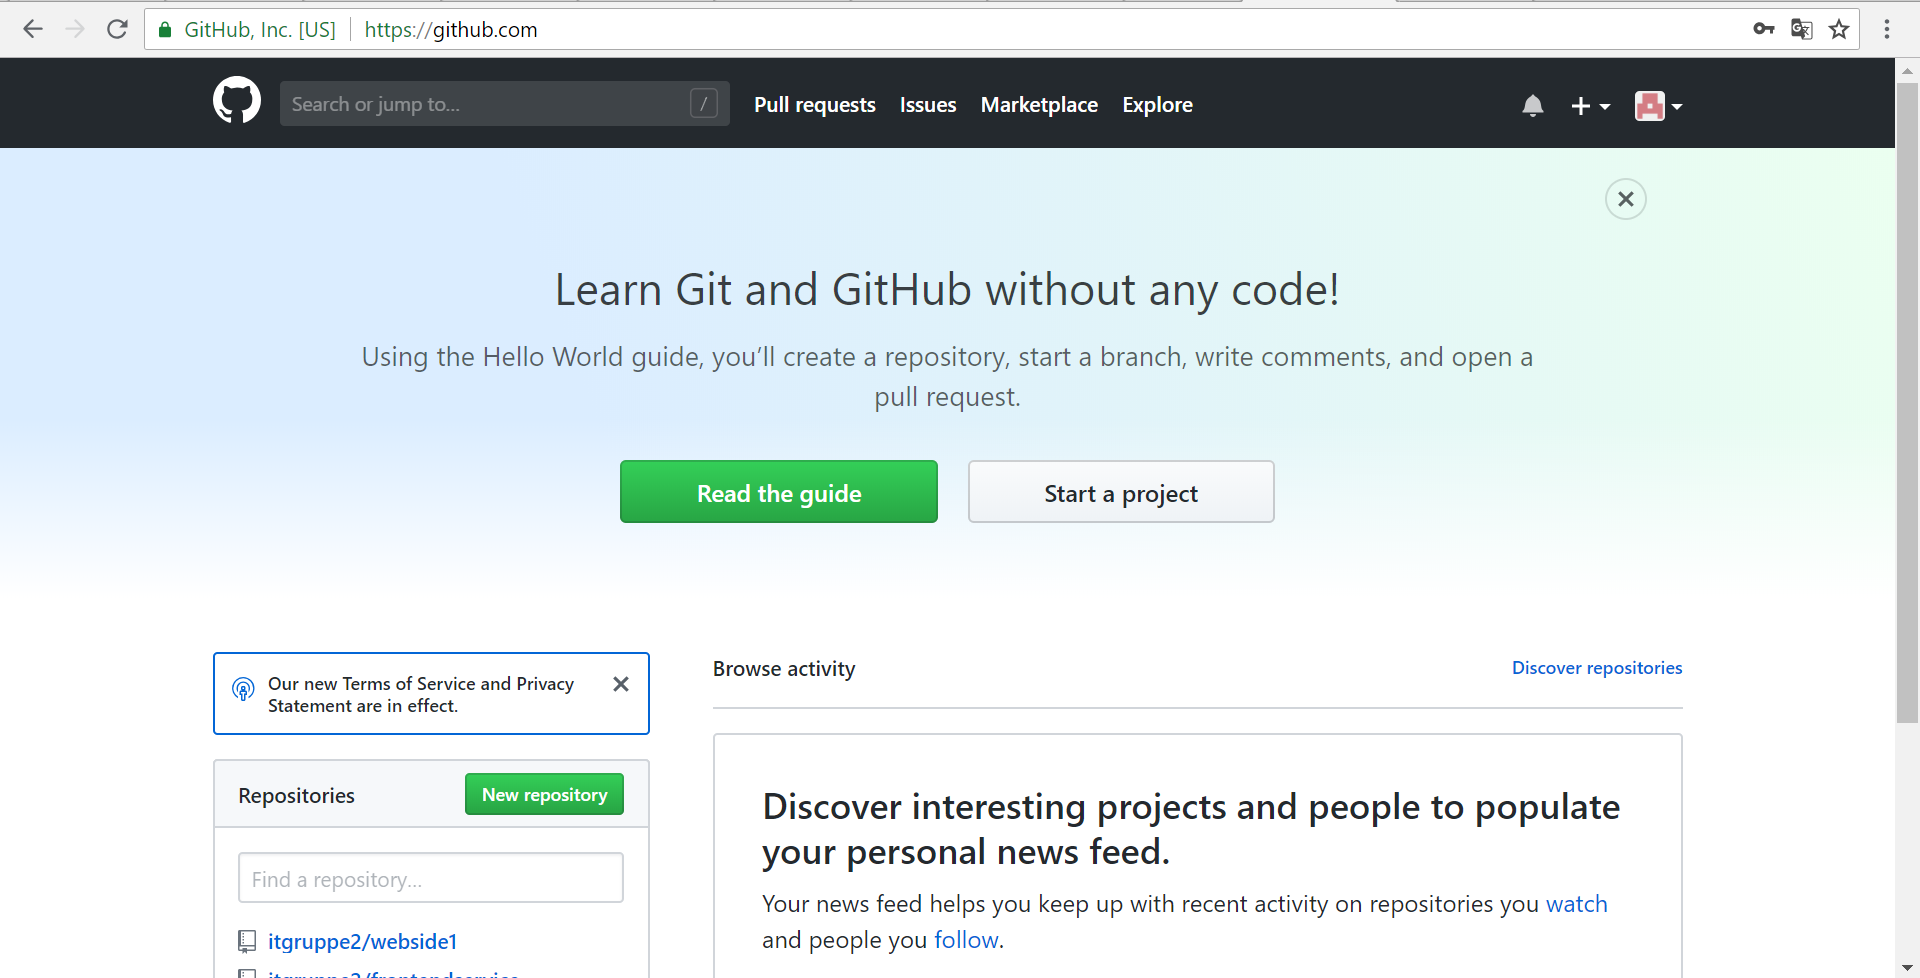 GitHub, Inc. [US] https://github.com
Search or jump to... /
Pull requests Issues Marketplace Explore
Learn Git and GitHub without any code!
Using the Hello World guide, you’ll create a repository, start a branch, write comments, and open a
pull request.
Read the guide
Start a project
Our new Terms of Service and Privacy
Statement are in effect.
Repositories
New repository
Find a repository...
itgruppe2/webside1
itgruppe2/frontendservice
Browse activity
Discover repositories
Discover interesting projects and people to populate
your personal news feed.
Your news feed helps you keep up with recent activity on repositories you watch
and people you follow.